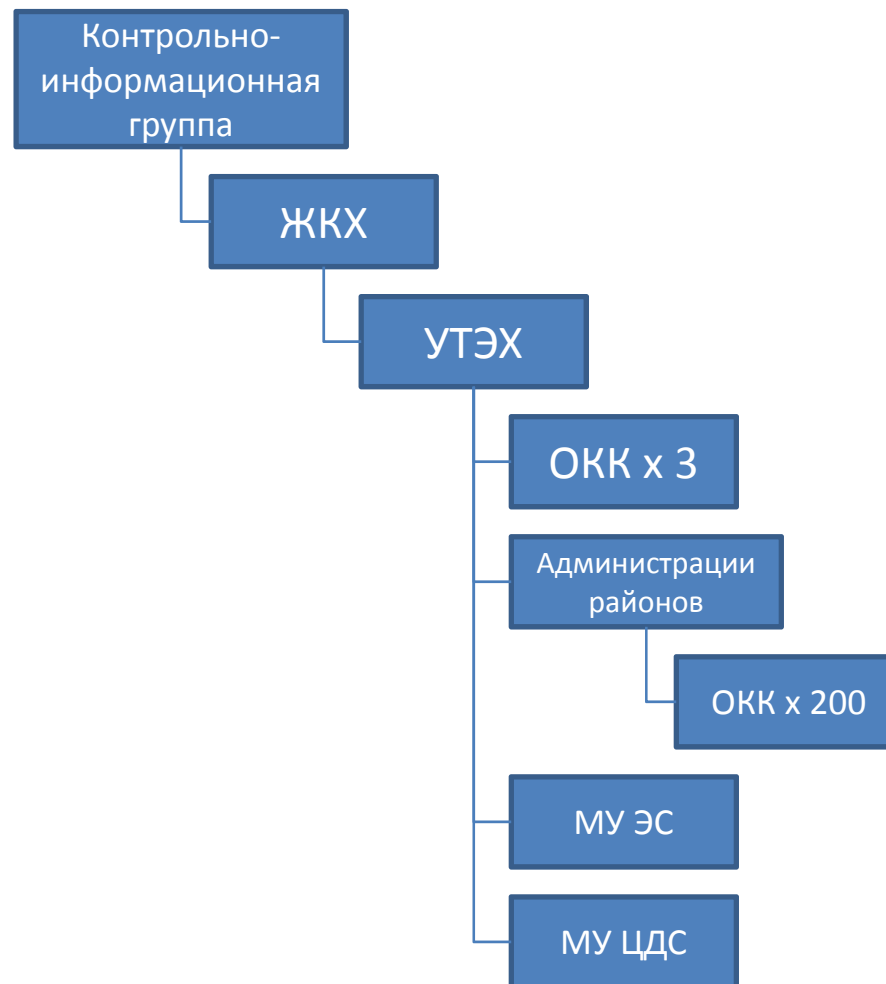 Контрольно-
информационная
группа
ЖКХ
УТЭХ
ОКК х 3
Администрации
районов
ОКК х 200
МУ ЭС
МУ ЦДС